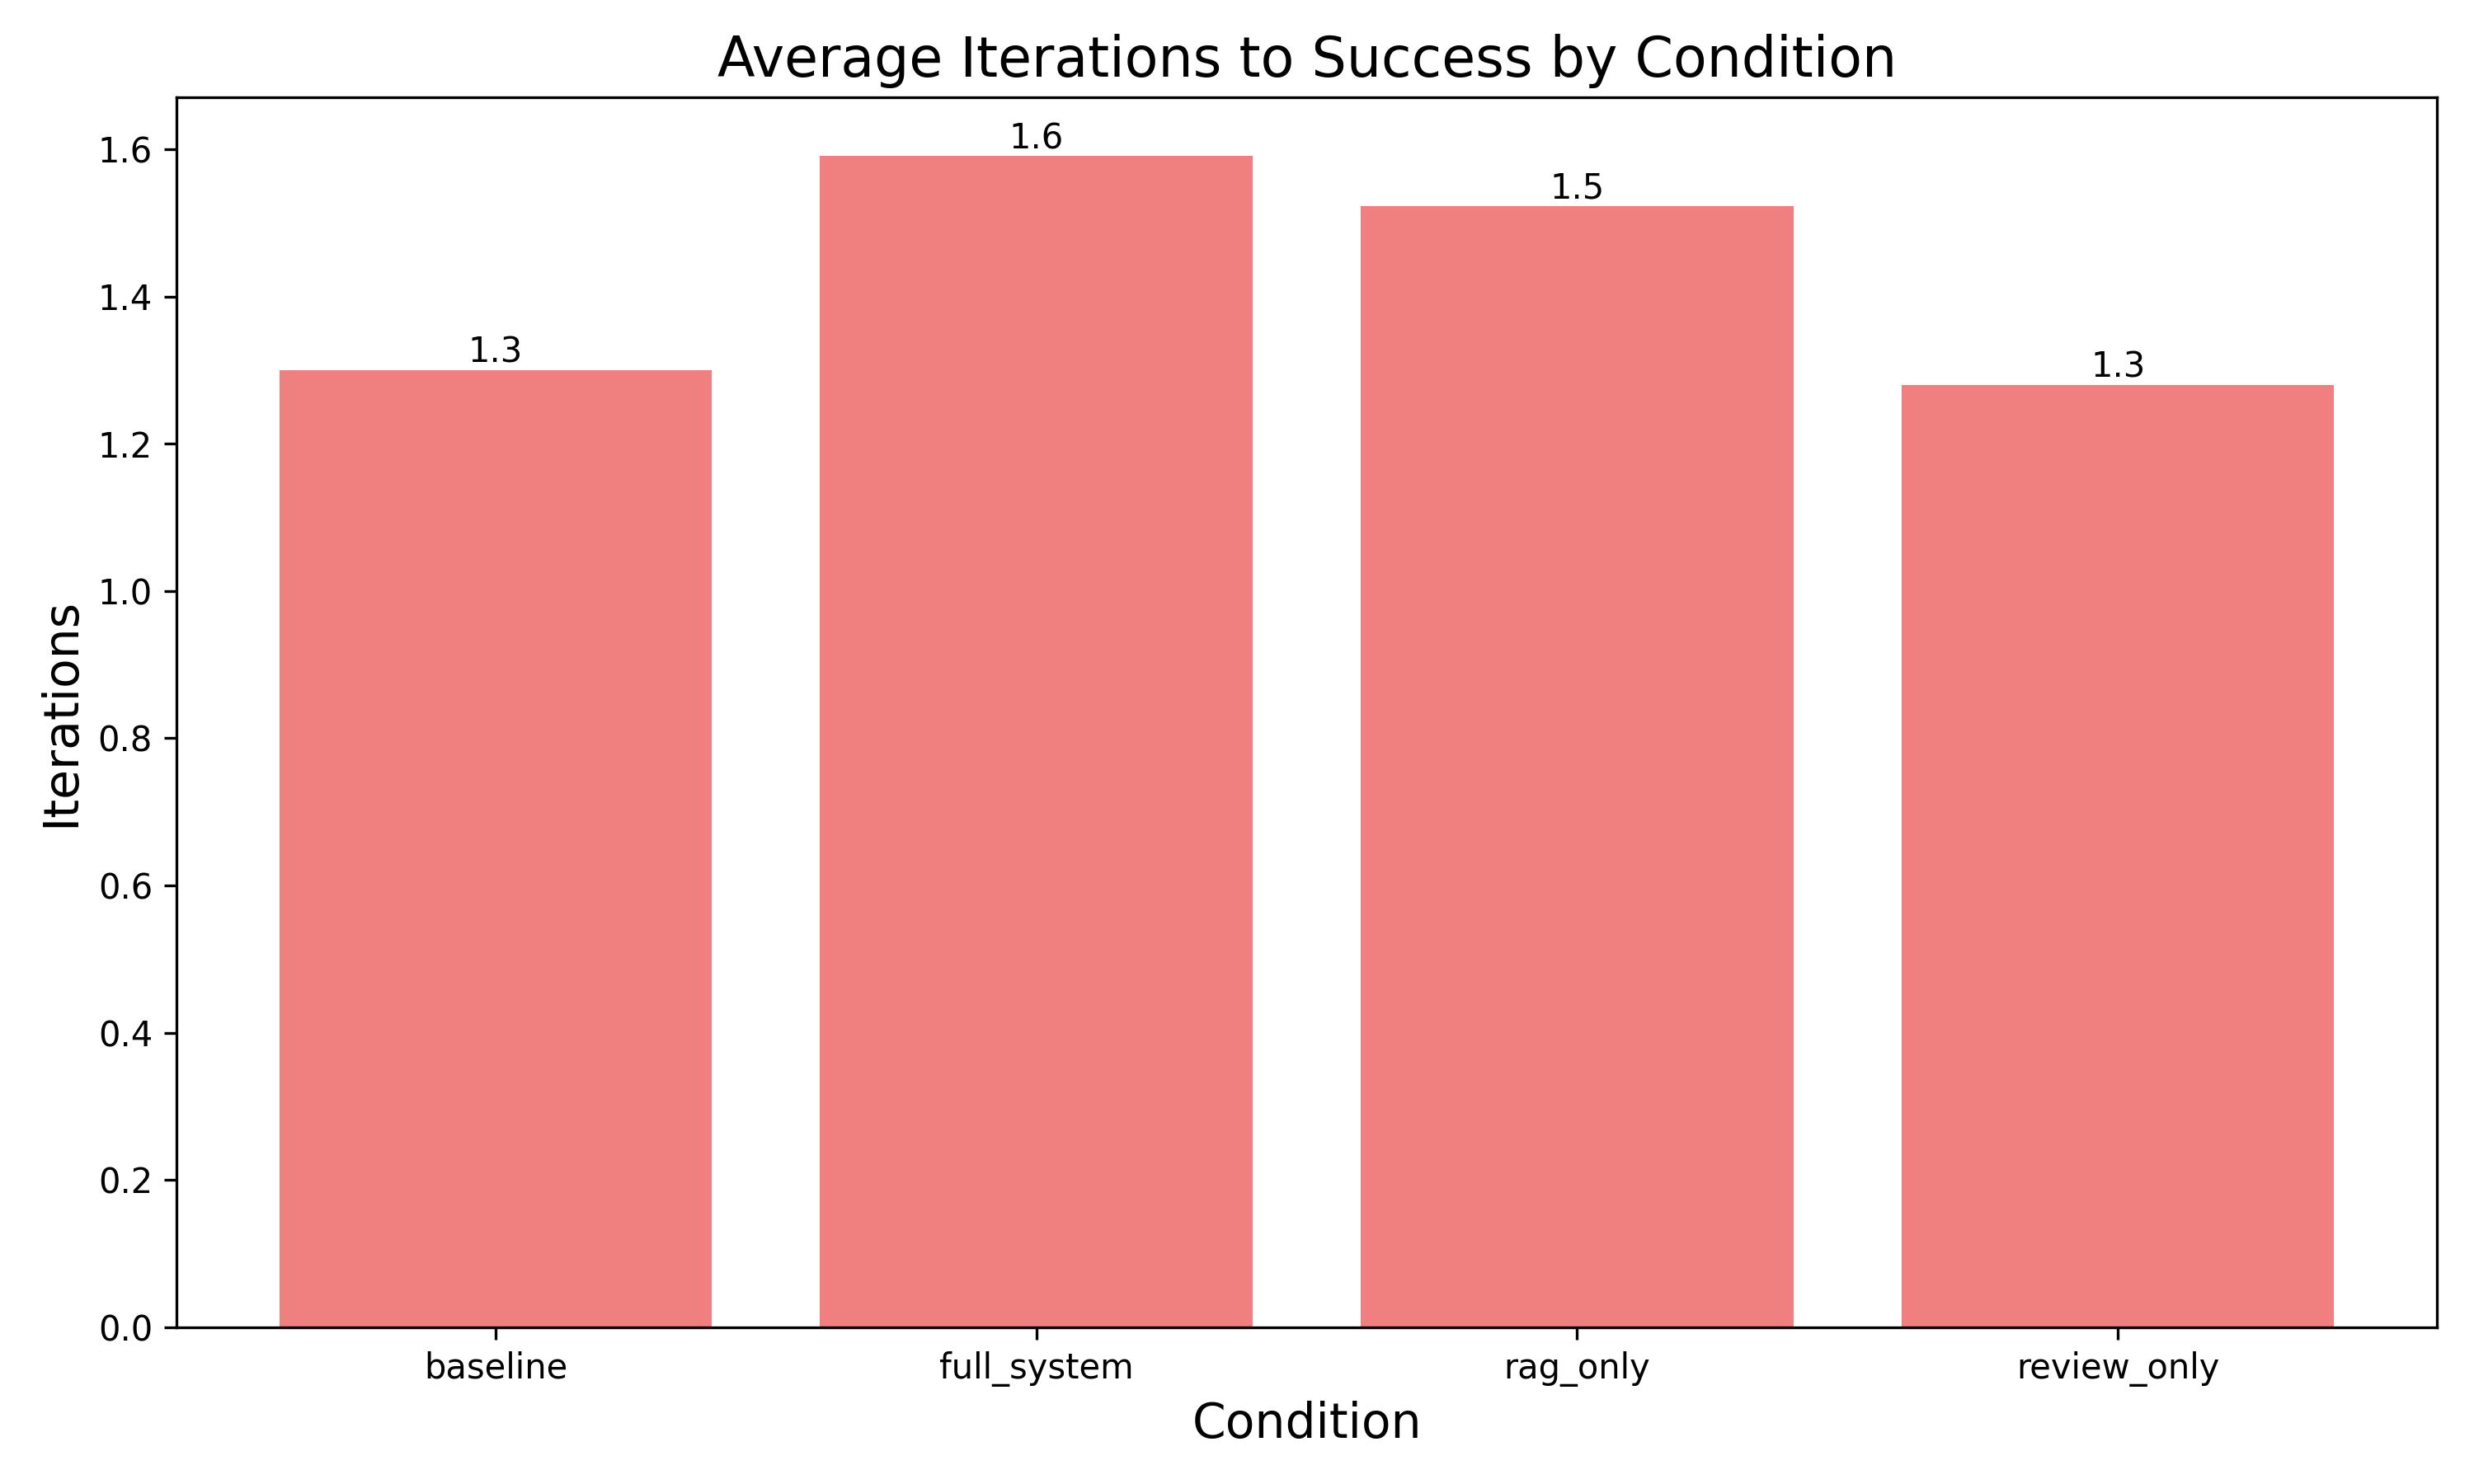 Average Iterations to Success by Condition
1.6
1.5
1.3
1.3
1.6
1.4
1.2
1.0
0.8
0.6
0.4
0.2
0.0
Iterations
baseline
full_system
rag_only
review_only
Condition